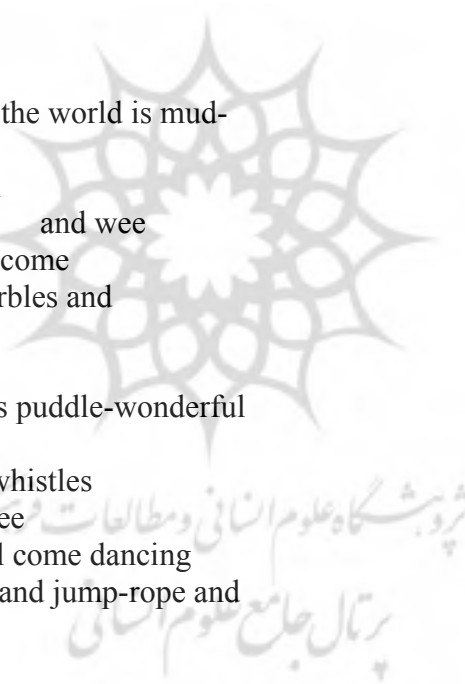 the world is mud-
and wee
come
rbles and
s puddle-wonderful
whistles
ee
l come dancing
and jump-rope and
پژوهشگاه علوم انسانی و مطالعات فر
پرتال جامع علوم انسانی